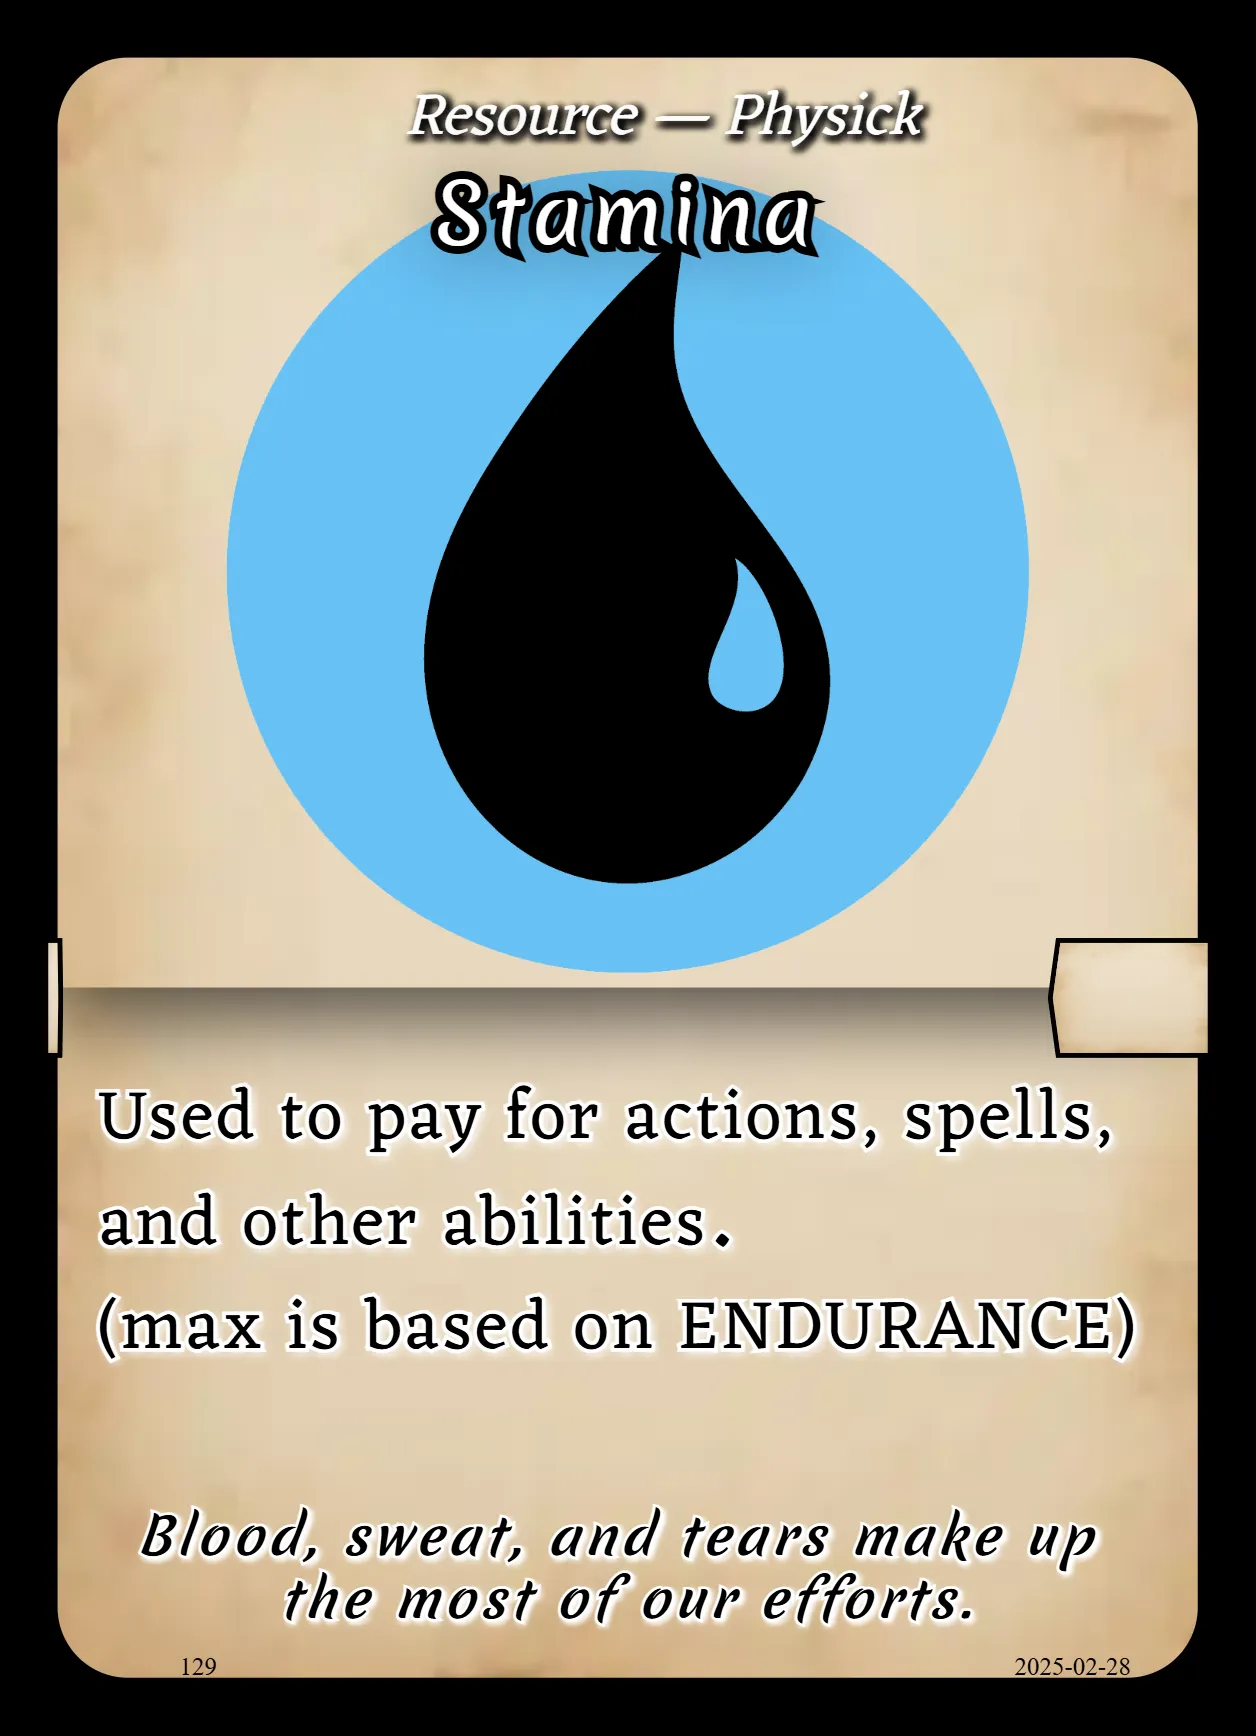 Resource — Physick
Stamina
Used to pay for actions, spells,
and other abilities.
(max is based on ENDURANCE)
Blood, sweat, and tears make up
the most of our efforts.
129
2025-02-28